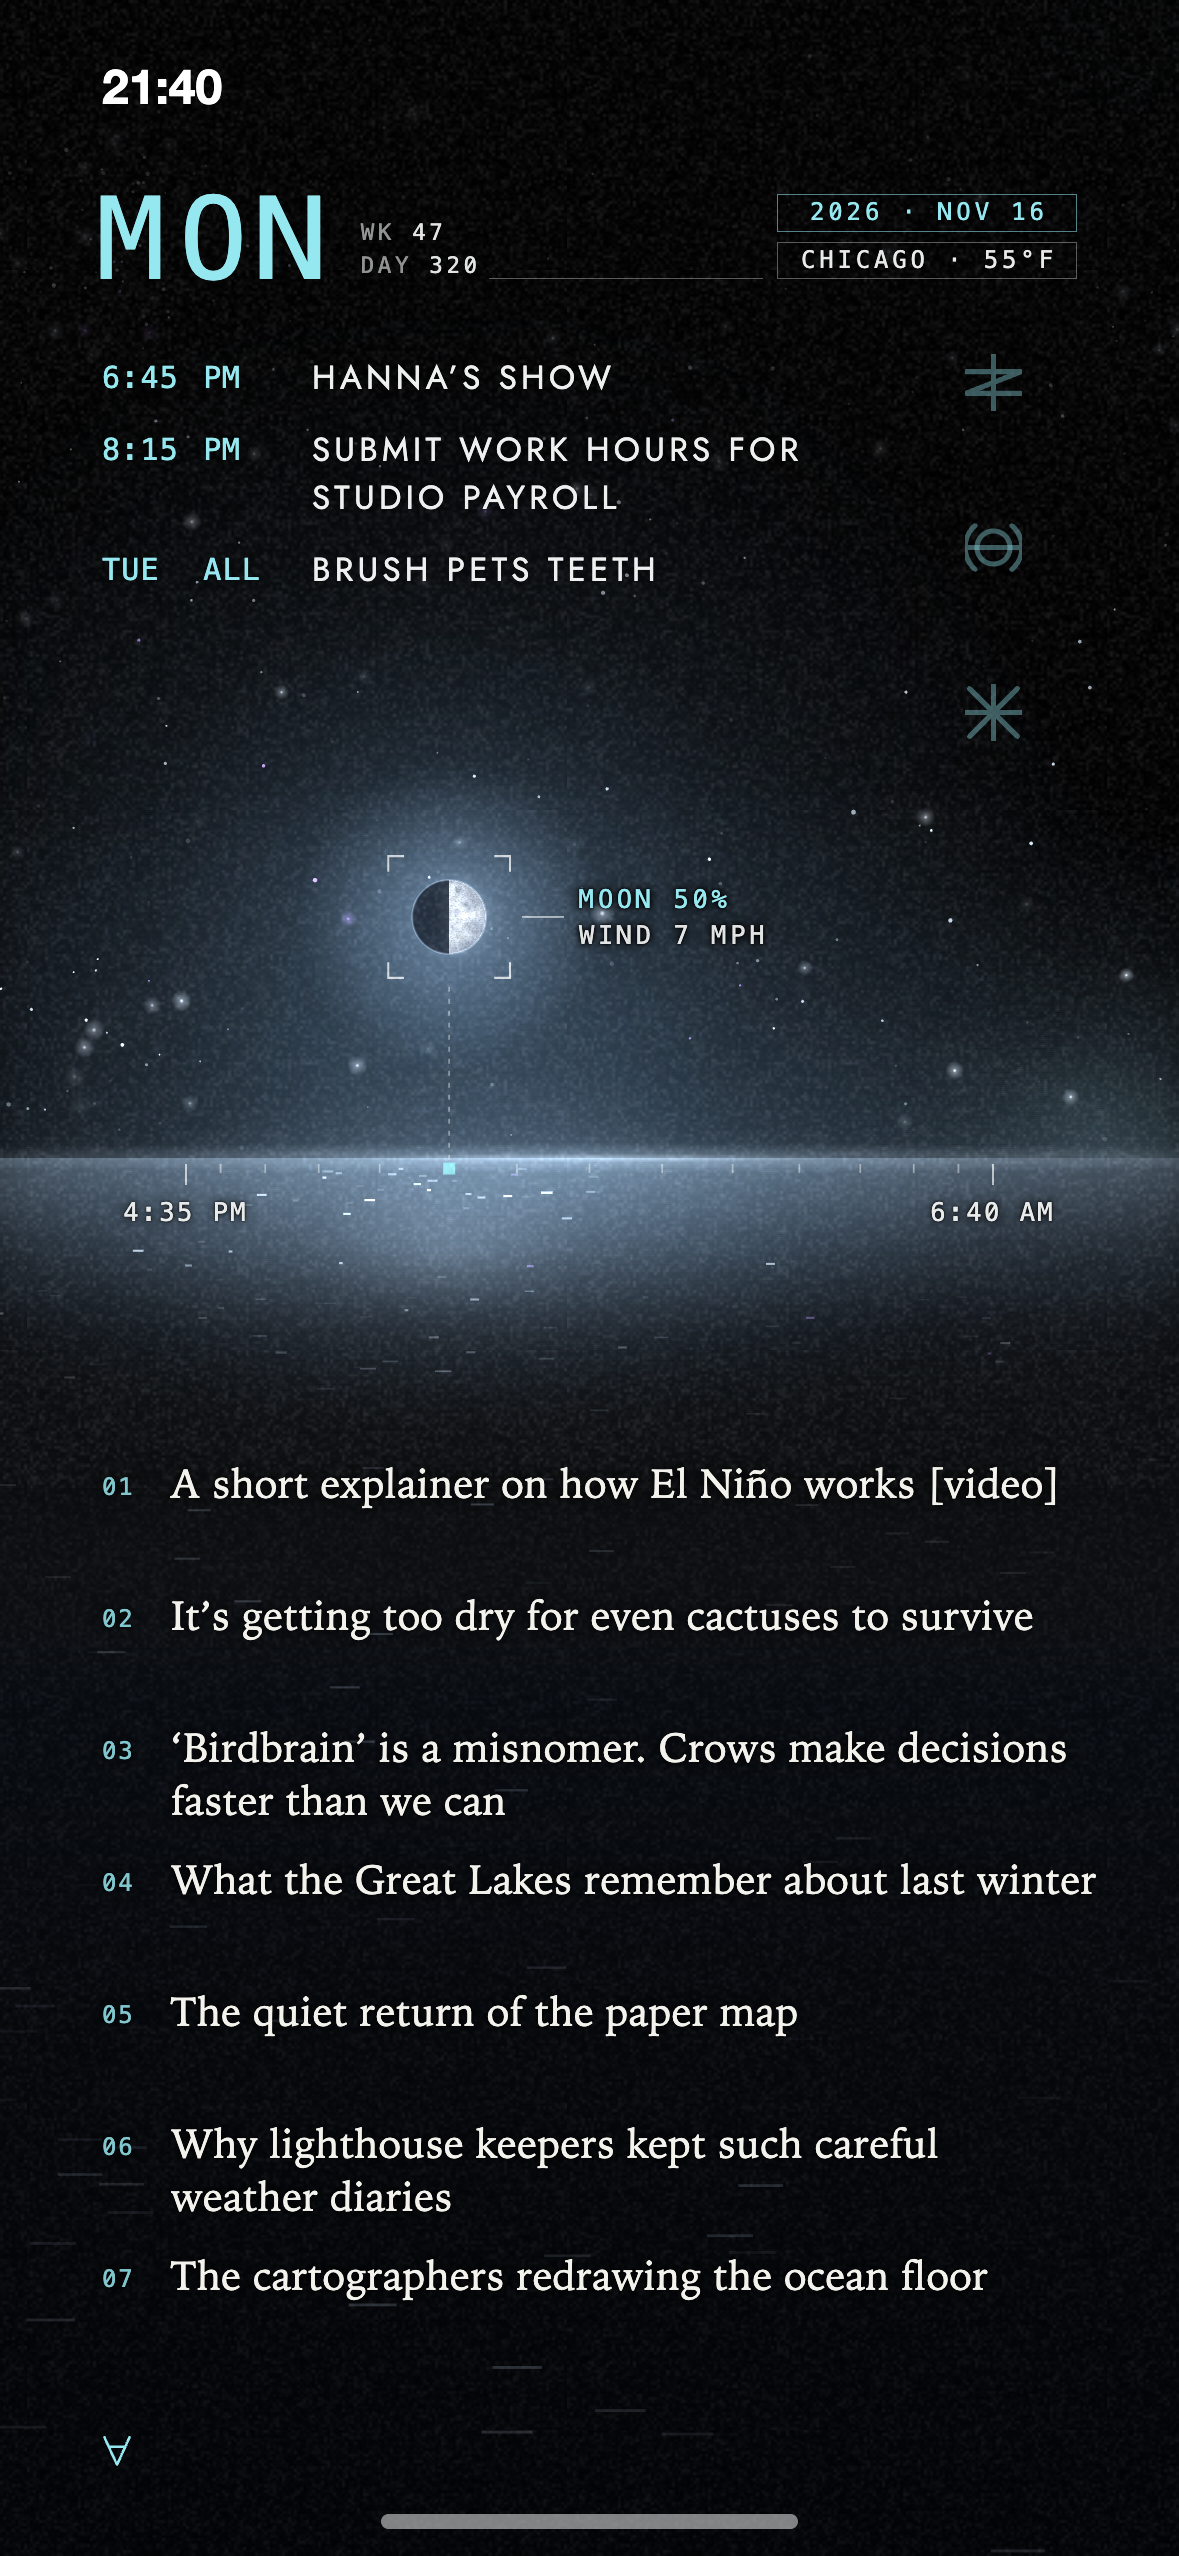 21:40
MON
WK 47
DAY 320
2026 · NOV 16
CHICAGO · 55°F
6:45 PM HANNA’S SHOW
8:15 PM SUBMIT WORK HOURS FOR
STUDIO PAYROLL
TUE ALL BRUSH PETS TEETH
MOON 50%
WIND 7 MPH
4:35 PM
6:40 AM
01 A short explainer on how El Niño works [video]
02 It’s getting too dry for even cactuses to survive
03 ‘Birdbrain’ is a misnomer. Crows make decisions
faster than we can
04 What the Great Lakes remember about last winter
05 The quiet return of the paper map
06 Why lighthouse keepers kept such careful
weather diaries
07 The cartographers redrawing the ocean floor